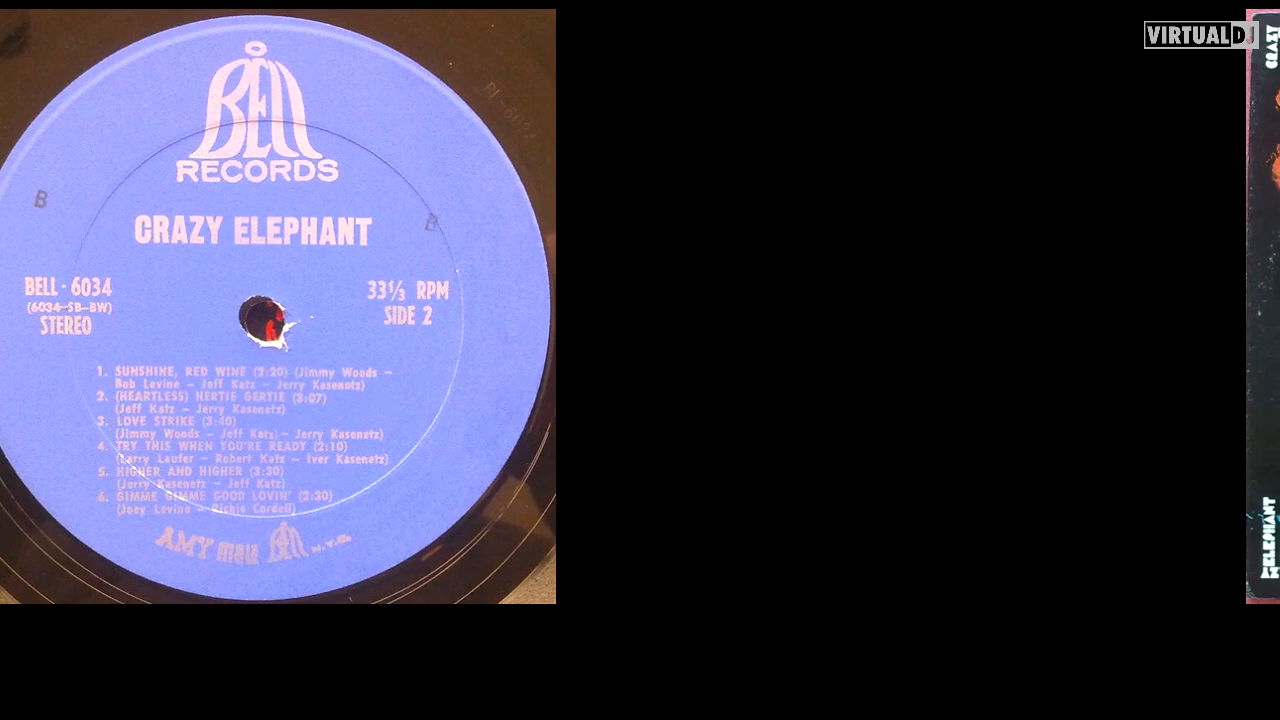 VIRTUALDJ
BELL
RECORDS
B
B
CRAZY ELEPHANT
BELL - 6034
(6034-SB-BW)
STEREO
33⅓ RPM
SIDE 2
1. SUNSHINE, RED WINE (2:20) (Jimmy Woods –
Bob Levine – Jeff Katz – Jerry Kasenetz)
2. (HEARTLESS) HERTIE GERTIE (3:07)
(Jeff Katz – Jerry Kasenetz)
3. LOVE STRIKE (3:40)
(Jimmy Woods – Jeff Katz – Jerry Kasenetz)
4. TRY THIS WHEN YOU'RE READY (2:10)
(Larry Laufer – Robert Katz – Iver Kasenetz)
5. HIGHER AND HIGHER (3:30)
(Jerry Kasenetz – Jeff Katz)
6. GIMME GIMME GOOD LOVIN' (2:30)
(Joey Levine – Richie Cordell)
AMY mala BELL N.Y.C.
CRAZY
ELEPHANT